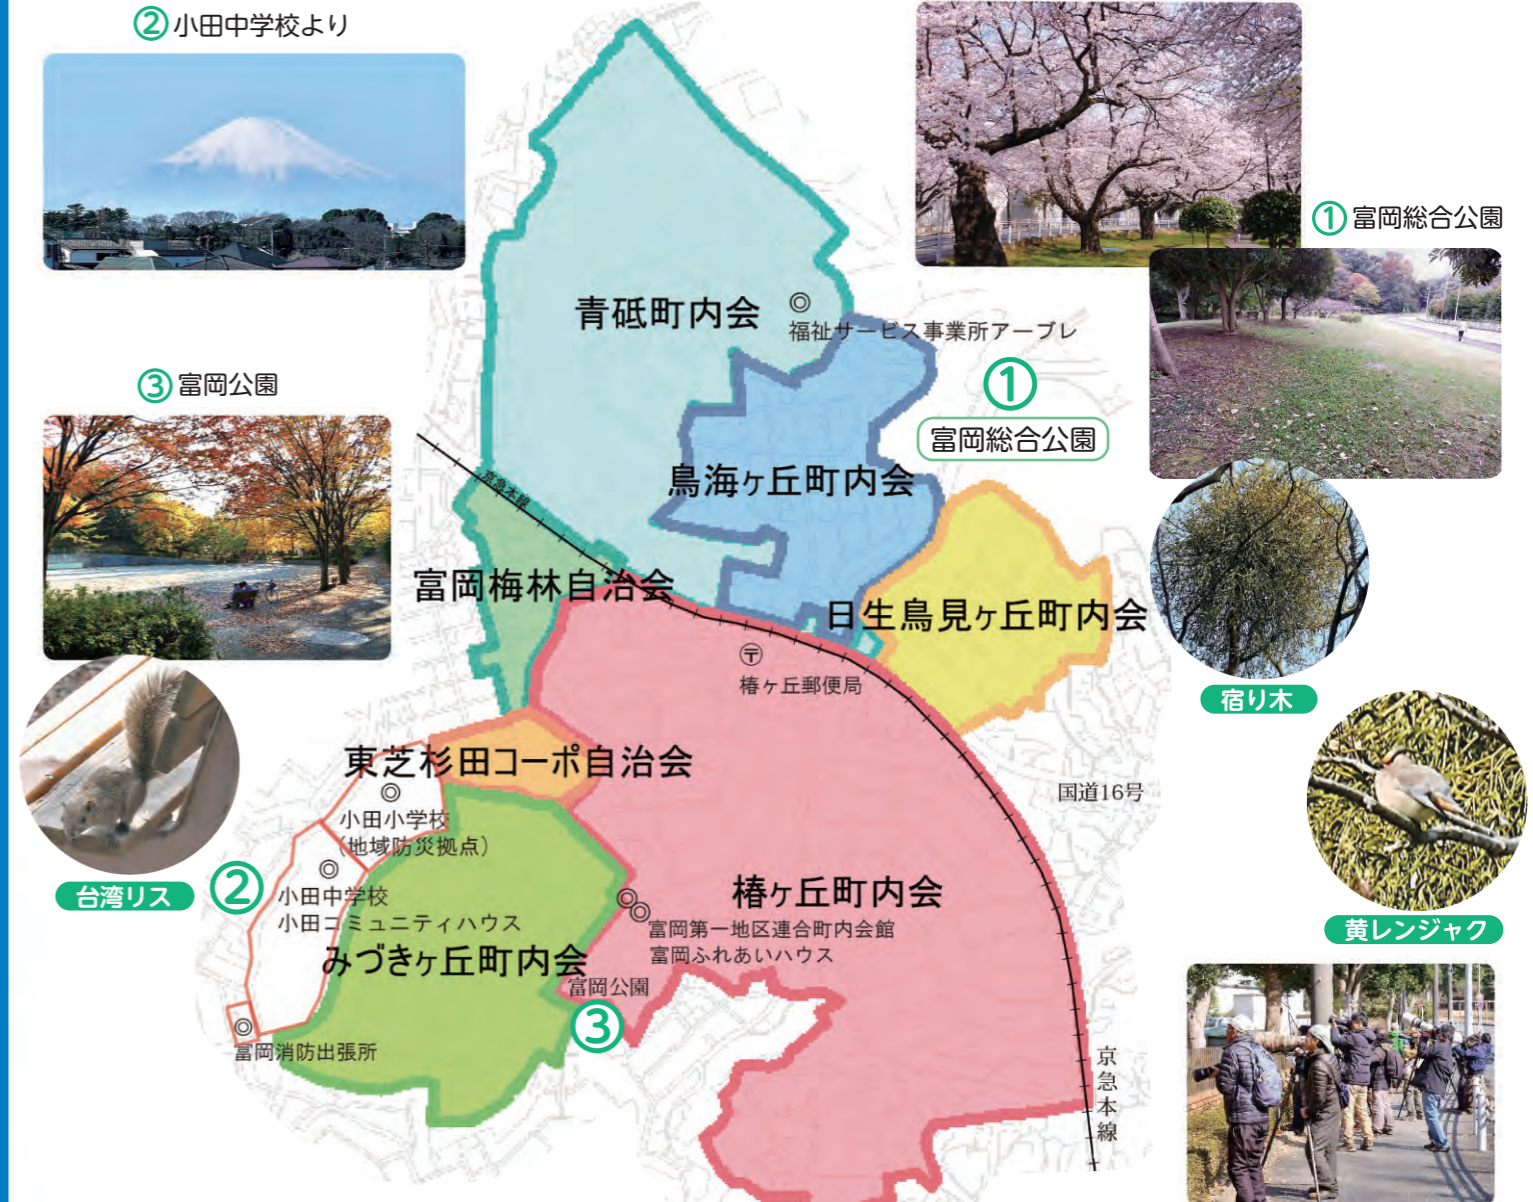 ② 小田中学校より
① 富岡総合公園
③ 富岡公園
青砥町内会
福祉サービス事業所アーブレ
①
富岡総合公園
鳥海ヶ丘町内会
京急本線
富岡梅林自治会
日生鳥見ヶ丘町内会
椿ヶ丘郵便局
宿り木
東芝杉田コーポ自治会
国道16号
小田小学校
(地域防災拠点)
台湾リス
②
小田中学校
小田コミュニティハウス
椿ヶ丘町内会
富岡第一地区連合町内会館
富岡ふれあいハウス
黄レンジャク
みづきヶ丘町内会
富岡公園
③
富岡消防出張所
京急本線